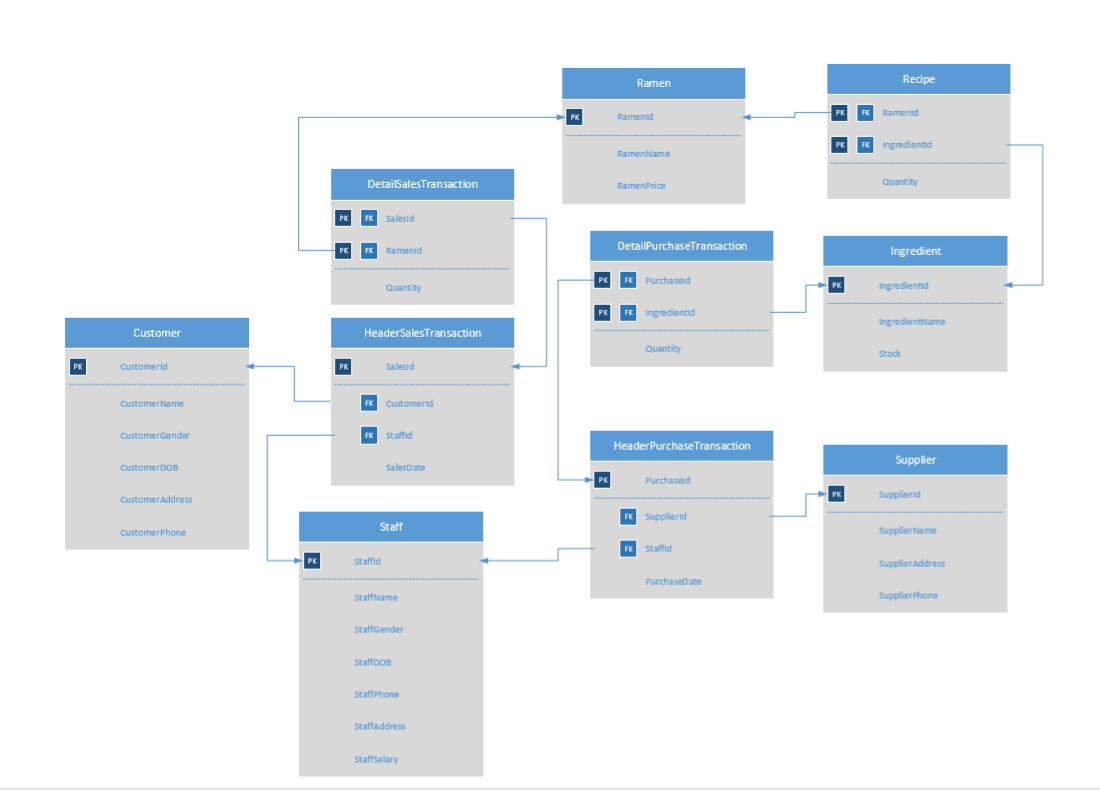 Ramen
PK RamenId
RamenName
RamenPrice
Recipe
PK FK RamenId
PK FK IngredientId
Quantity
DetailSalesTransaction
PK FK SalesId
PK FK RamenId
Quantity
DetailPurchaseTransaction
PK FK PurchaseId
PK FK IngredientId
Quantity
Ingredient
PK IngredientId
IngredientName
Stock
Customer
PK CustomerId
CustomerName
CustomerGender
CustomerDOB
CustomerAddress
CustomerPhone
HeaderSalesTransaction
PK SalesId
FK CustomerId
FK StaffId
SalesDate
HeaderPurchaseTransaction
PK PurchaseId
FK SupplierId
FK StaffId
PurchaseDate
Supplier
PK SupplierId
SupplierName
SupplierAddress
SupplierPhone
Staff
PK StaffId
StaffName
StaffGender
StaffDOB
StaffPhone
StaffAddress
StaffSalary